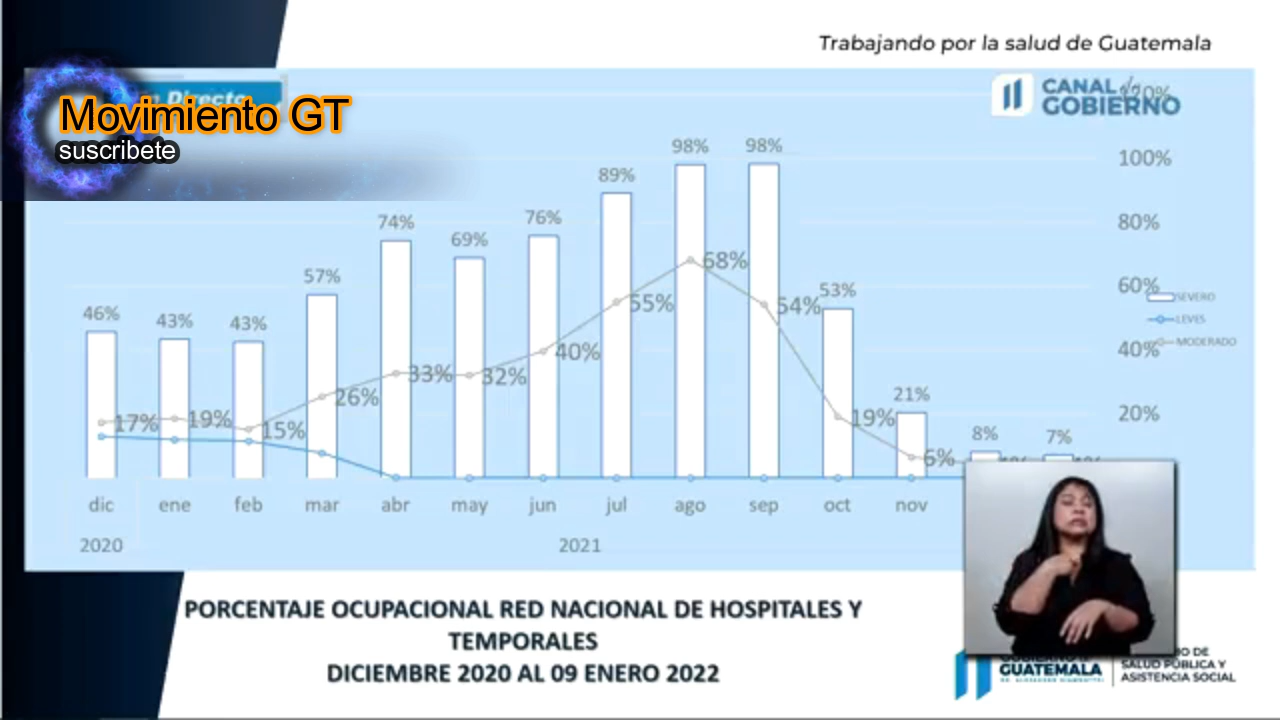 Trabajando por la salud de Guatemala
Directo
Movimiento GT
suscribete
CANAL de
GOBIERNO
120%
100%
80%
60%
40%
20%
98% 98%
89%
74% 69% 76%
57%
46% 43% 43%
53%
21%
8% 7%
17% 19% 15% 26% 33% 32% 40% 55% 68% 54% 19% 6%
SEVERO
LEVES
MODERADO
dic ene feb mar abr may jun jul ago sep oct nov
2020 2021
PORCENTAJE OCUPACIONAL RED NACIONAL DE HOSPITALES Y
TEMPORALES
DICIEMBRE 2020 AL 09 ENERO 2022
GUATEMALA
SALUD PÚBLICA Y
ASISTENCIA SOCIAL